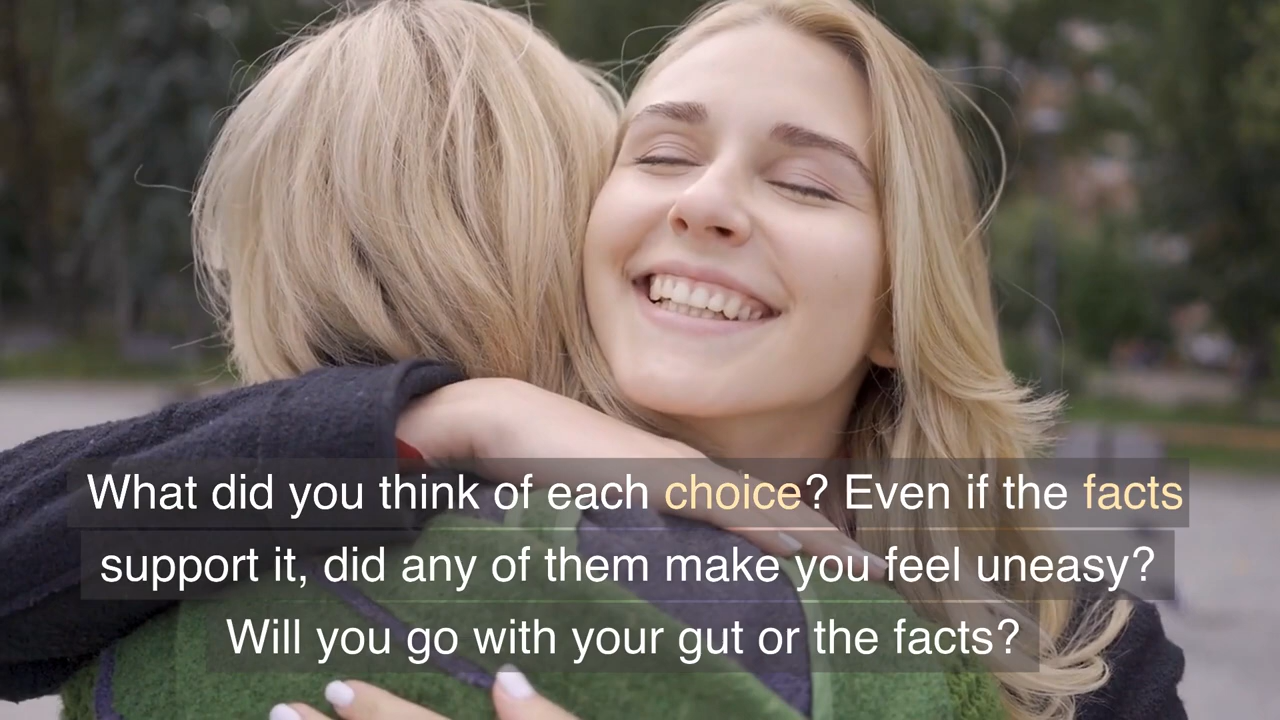 What did you think of each choice? Even if the facts
support it, did any of them make you feel uneasy?
Will you go with your gut or the facts?